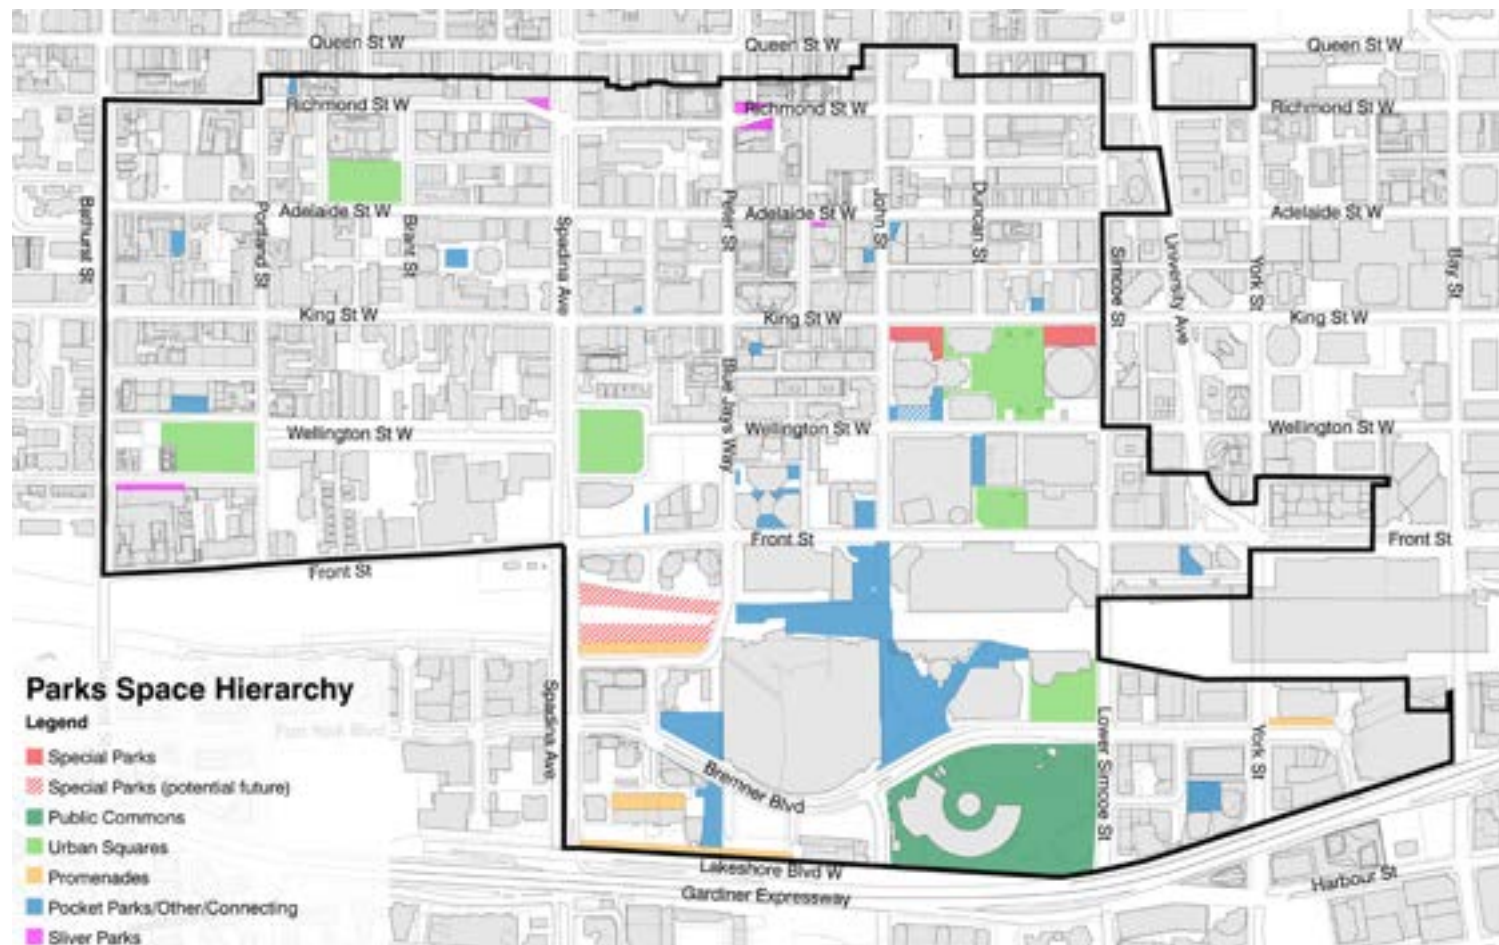 Queen St W
Queen St W
Queen St W
Richmond St W
Richmond St W
Richmond St W
Bathurst St
Portland St
Adelaide St W
Brant St
Spadina Ave
Peter St
Adelaide St W
John St
Duncan St
Simcoe St
University Ave
Adelaide St W
York St
Bay St
King St W
King St W
King St W
Blue Jays Way
Wellington St W
Wellington St W
Wellington St W
Front St
Front St
Front St
Parks Space Hierarchy
Legend
Special Parks
Special Parks (potential future)
Public Commons
Urban Squares
Promenades
Pocket Parks/Other/Connecting
Sliver Parks
Fort York Blvd
Spadina Ave
Bremner Blvd
Lower Simcoe St
York St
Lakeshore Blvd W
Gardiner Expressway
Harbour St